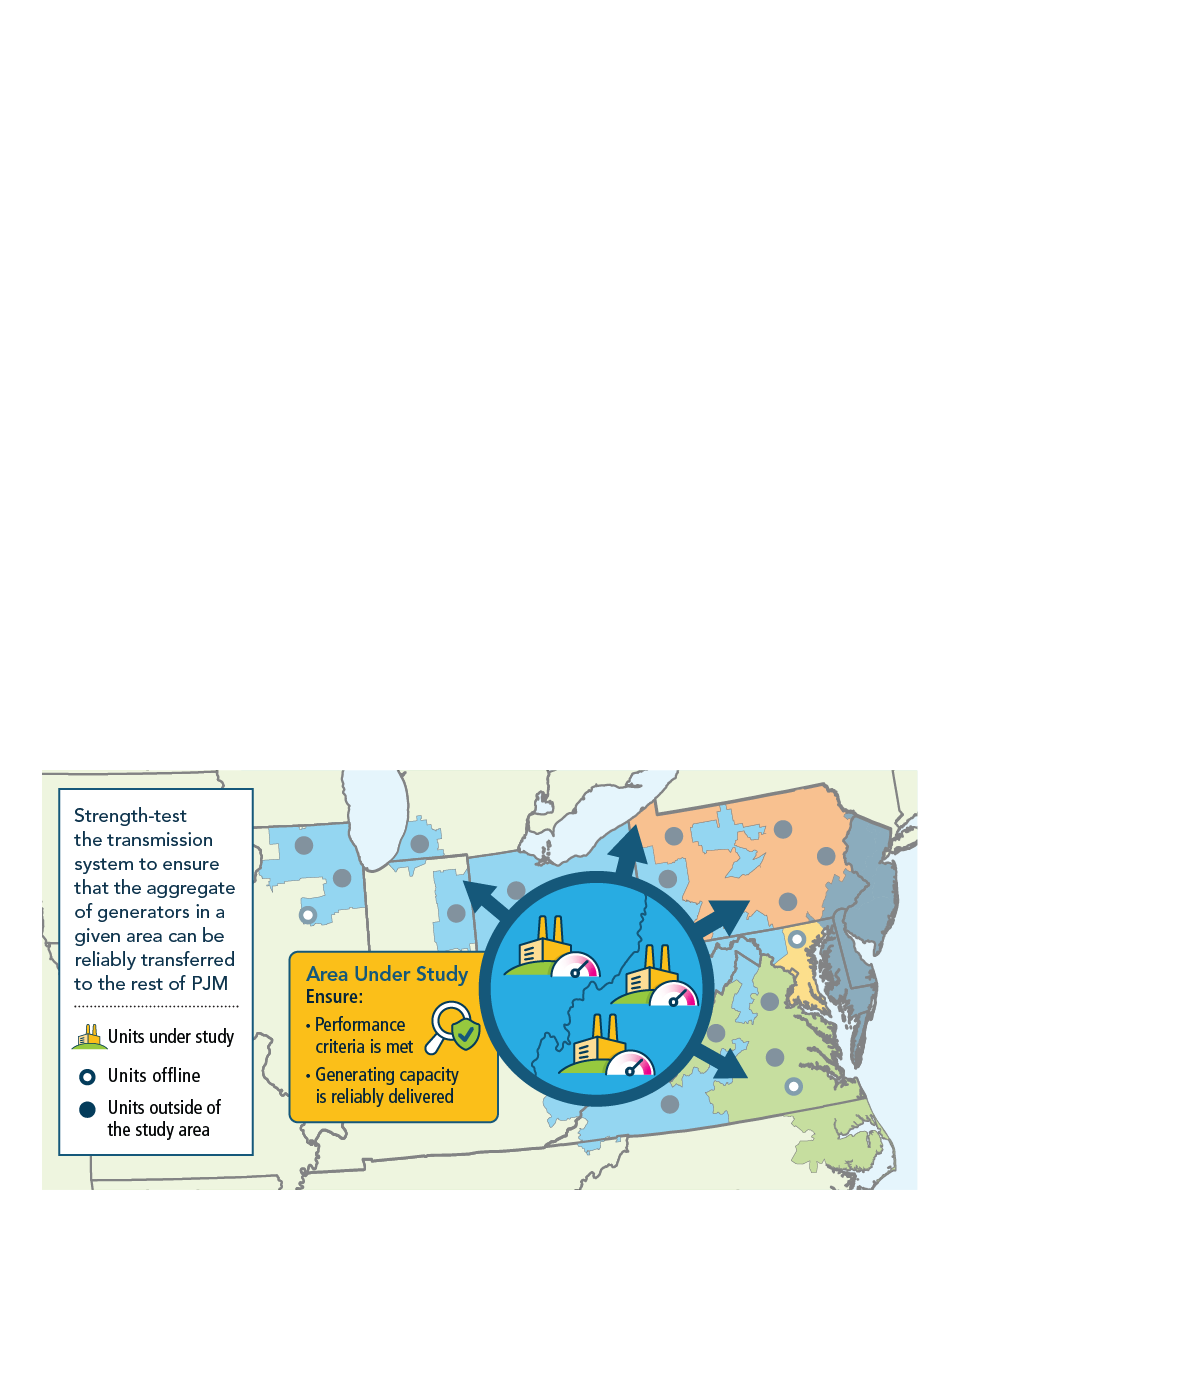 Strength-test
the transmission
system to ensure
that the aggregate
of generators in a
given area can be
reliably transferred
to the rest of PJM
Units under study
Units offline
Units outside of
the study area
Area Under Study
Ensure:
• Performance
criteria is met
• Generating capacity
is reliably delivered